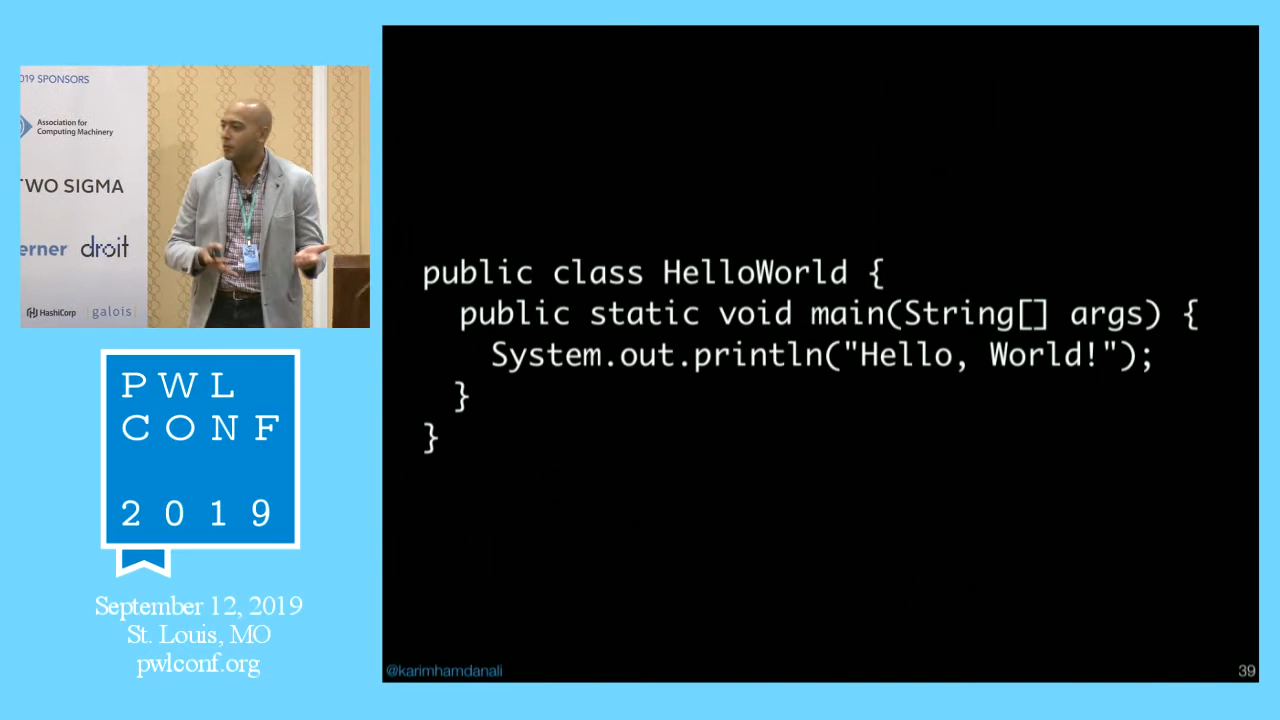 019 SPONSORS
Association for
Computing Machinery
TWO SIGMA
erner droit
HashiCorp galois
PWL
CONF
2019
September 12, 2019
St. Louis, MO
pwlconf.org
public class HelloWorld {
  public static void main(String[] args) {
    System.out.println("Hello, World!");
  }
}
@karimhamdanali
39